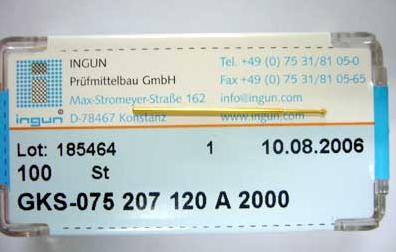 INGUN
Prüfmittelbau GmbH
Max-Stromeyer-Straße 162
D-78467 Konstanz
Tel. +49 (0) 75 31/81 05-0
Fax +49 (0) 75 31/81 05-65
info@ingun.com
www.ingun.com
ingun
Lot: 185464 1 10.08.2006
100 St
GKS-075 207 120 A 2000